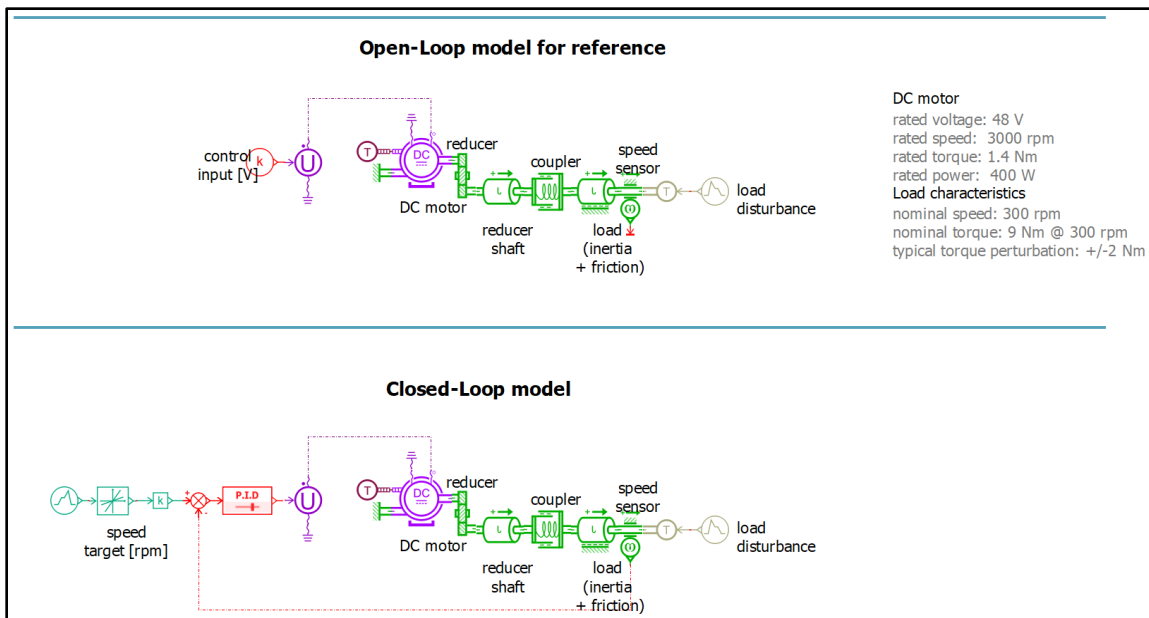 Open-Loop model for reference
control
input [V]
k
U
T
DC
DC motor
reducer
reducer
shaft
coupler
speed
sensor
ω
load
(inertia
+ friction)
T
load
disturbance
DC motor
rated voltage: 48 V
rated speed: 3000 rpm
rated torque: 1.4 Nm
rated power: 400 W
Load characteristics
nominal speed: 300 rpm
nominal torque: 9 Nm @ 300 rpm
typical torque perturbation: +/-2 Nm
Closed-Loop model
speed
target [rpm]
k
+
-
P.I.D
U
T
DC
DC motor
reducer
reducer
shaft
coupler
speed
sensor
ω
load
(inertia
+ friction)
T
load
disturbance